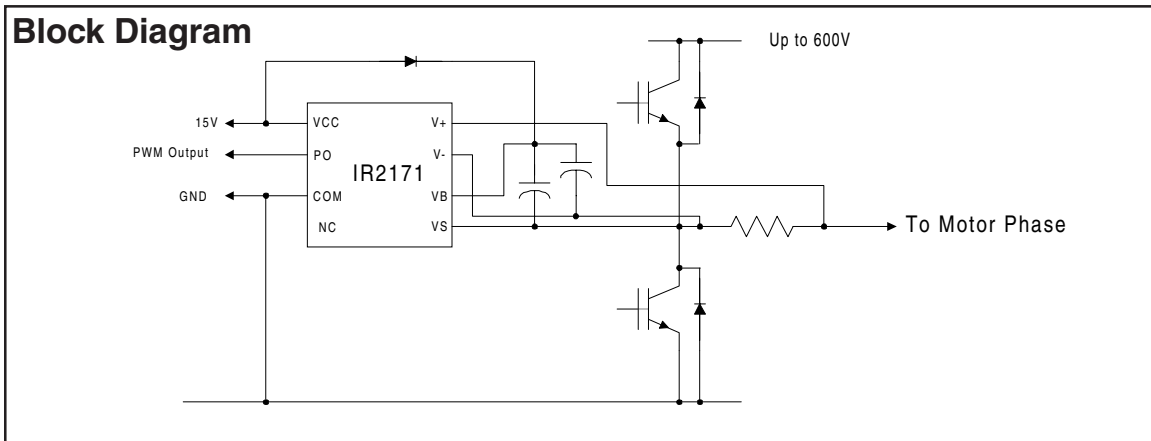 Block Diagram
Up to 600V
15V
VCC
V+
PWM Output
PO
V-
IR2171
GND
COM
VB
NC
VS
To Motor Phase